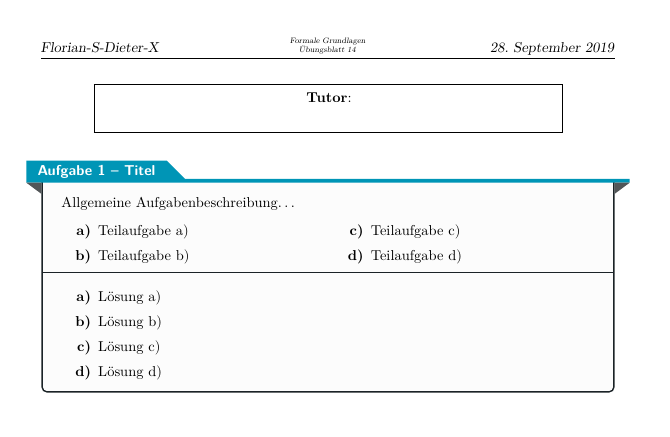 Florian-S-Dieter-X
Formale Grundlagen
Übungsblatt 14
28. September 2019
Tutor:
Aufgabe 1 – Titel
Allgemeine Aufgabenbeschreibung...
a) Teilaufgabe a)
b) Teilaufgabe b)
c) Teilaufgabe c)
d) Teilaufgabe d)
a) Lösung a)
b) Lösung b)
c) Lösung c)
d) Lösung d)